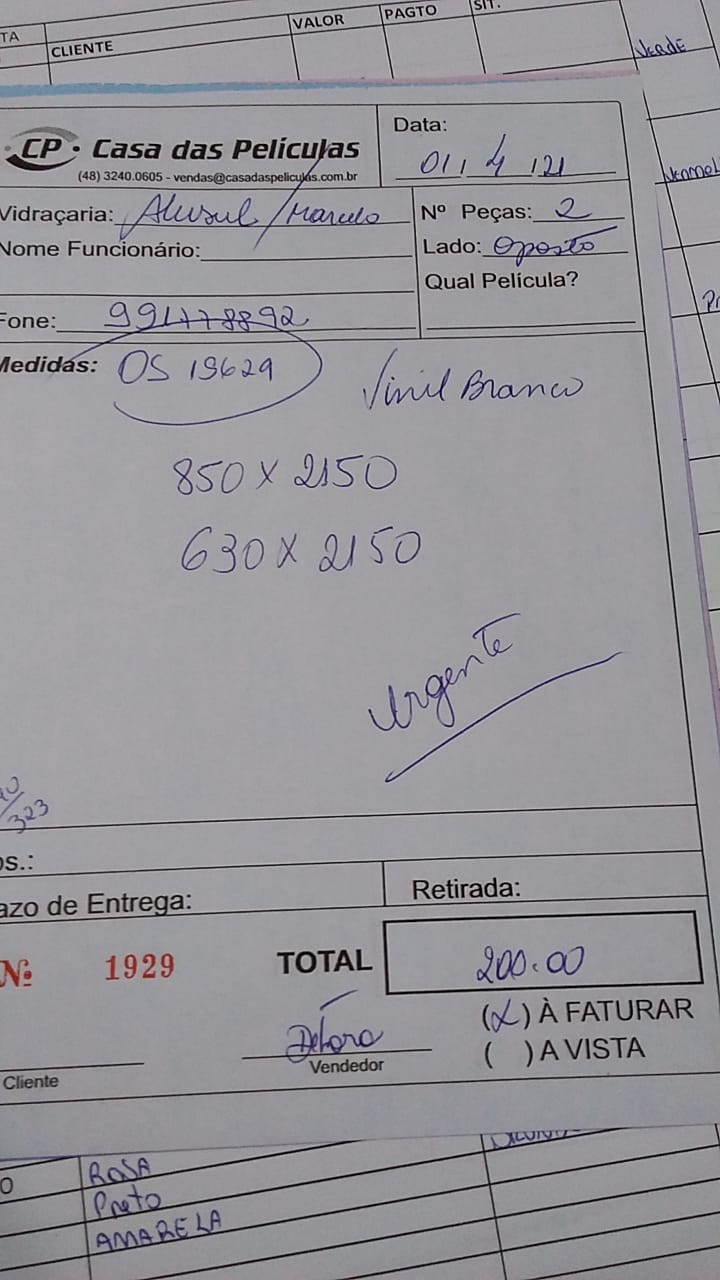 TA
CLIENTE
VALOR
PAGTO
SIT.
VERDE
CP • Casa das Películas
(48) 3240.0605 - vendas@casadaspeliculas.com.br
Data: 01/4/21
Vidraçaria: Alusul/Marcelo
Nº Peças: 2
Nome Funcionário:
Lado: Oposto
Qual Película?
Fone: 991778892
Medidas: OS 19629
Vinil Branco
850 X 2150
630 X 2150
Urgente
323
os.:
azo de Entrega:
Retirada:
Nº 1929
TOTAL 200.00
(X) À FATURAR
( ) A VISTA
Debora
Vendedor
Cliente
O
ROSA
Preto
AMARELA